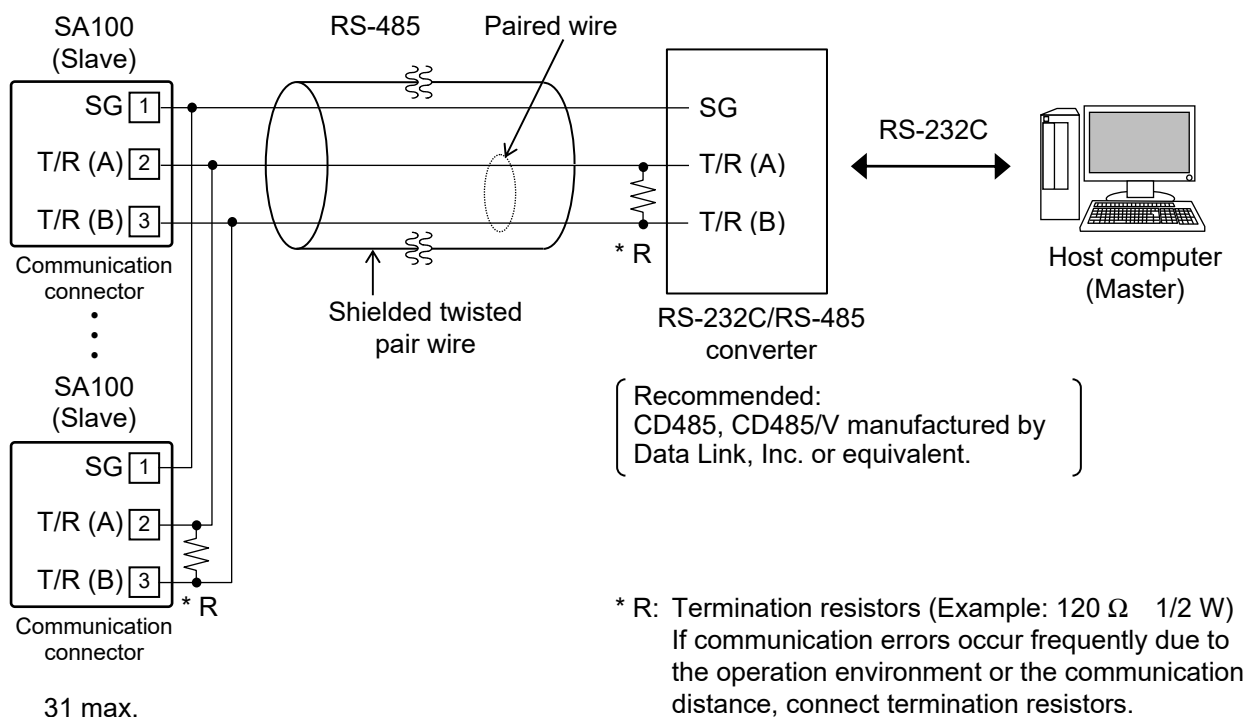 SA100
(Slave)
RS-485
Paired wire
SG 1
T/R (A) 2
T/R (B) 3
Communication
connector
SG
T/R (A)
T/R (B)
* R
RS-232C
Host computer
(Master)
Shielded twisted
pair wire
RS-232C/RS-485
converter
SA100
(Slave)
SG 1
T/R (A) 2
T/R (B) 3
* R
Communication
connector
31 max.
Recommended:
CD485, CD485/V manufactured by
Data Link, Inc. or equivalent.
* R: Termination resistors (Example: 120 Ω 1/2 W)
If communication errors occur frequently due to
the operation environment or the communication
distance, connect termination resistors.